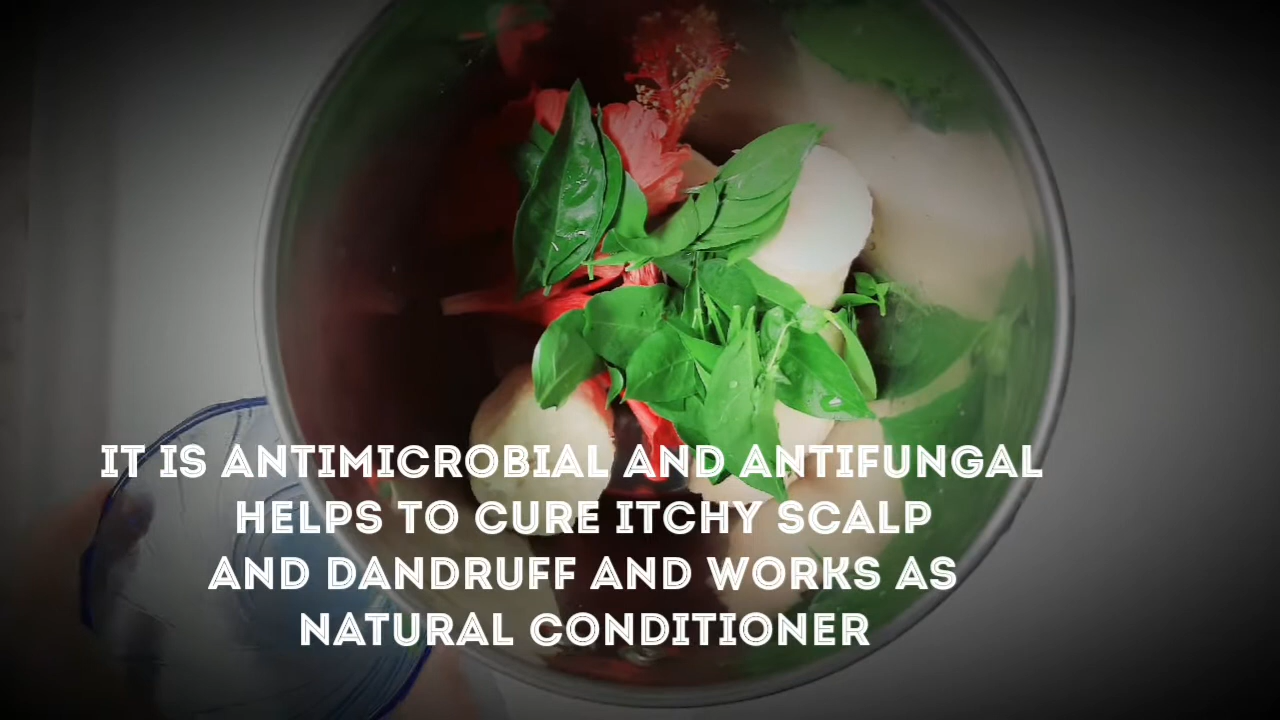 IT IS ANTIMICROBIAL AND ANTIFUNGAL
HELPS TO CURE ITCHY SCALP
AND DANDRUFF AND WORKS AS
NATURAL CONDITIONER